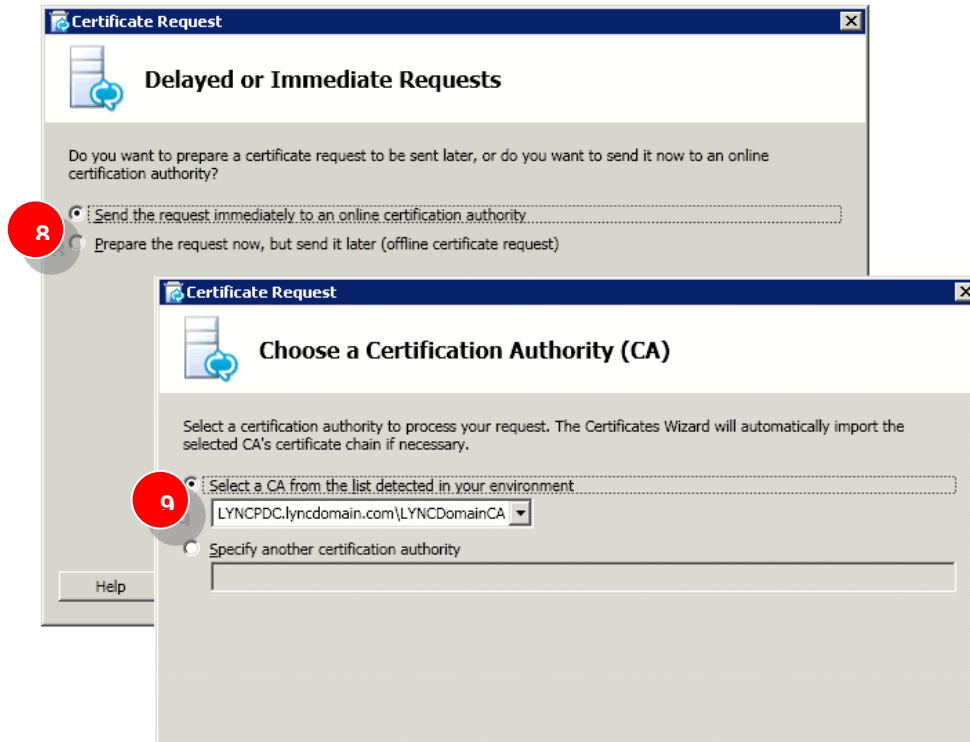 Certificate Request
Delayed or Immediate Requests
Do you want to prepare a certificate request to be sent later, or do you want to send it now to an online
certification authority?
Send the request immediately to an online certification authority
8
Prepare the request now, but send it later (offline certificate request)
Certificate Request
Choose a Certification Authority (CA)
Select a certification authority to process your request. The Certificates Wizard will automatically import the
selected CA's certificate chain if necessary.
Select a CA from the list detected in your environment
9
LYNCPDC.lyncdomain.com\LYNCDomainCA
Specify another certification authority
Help